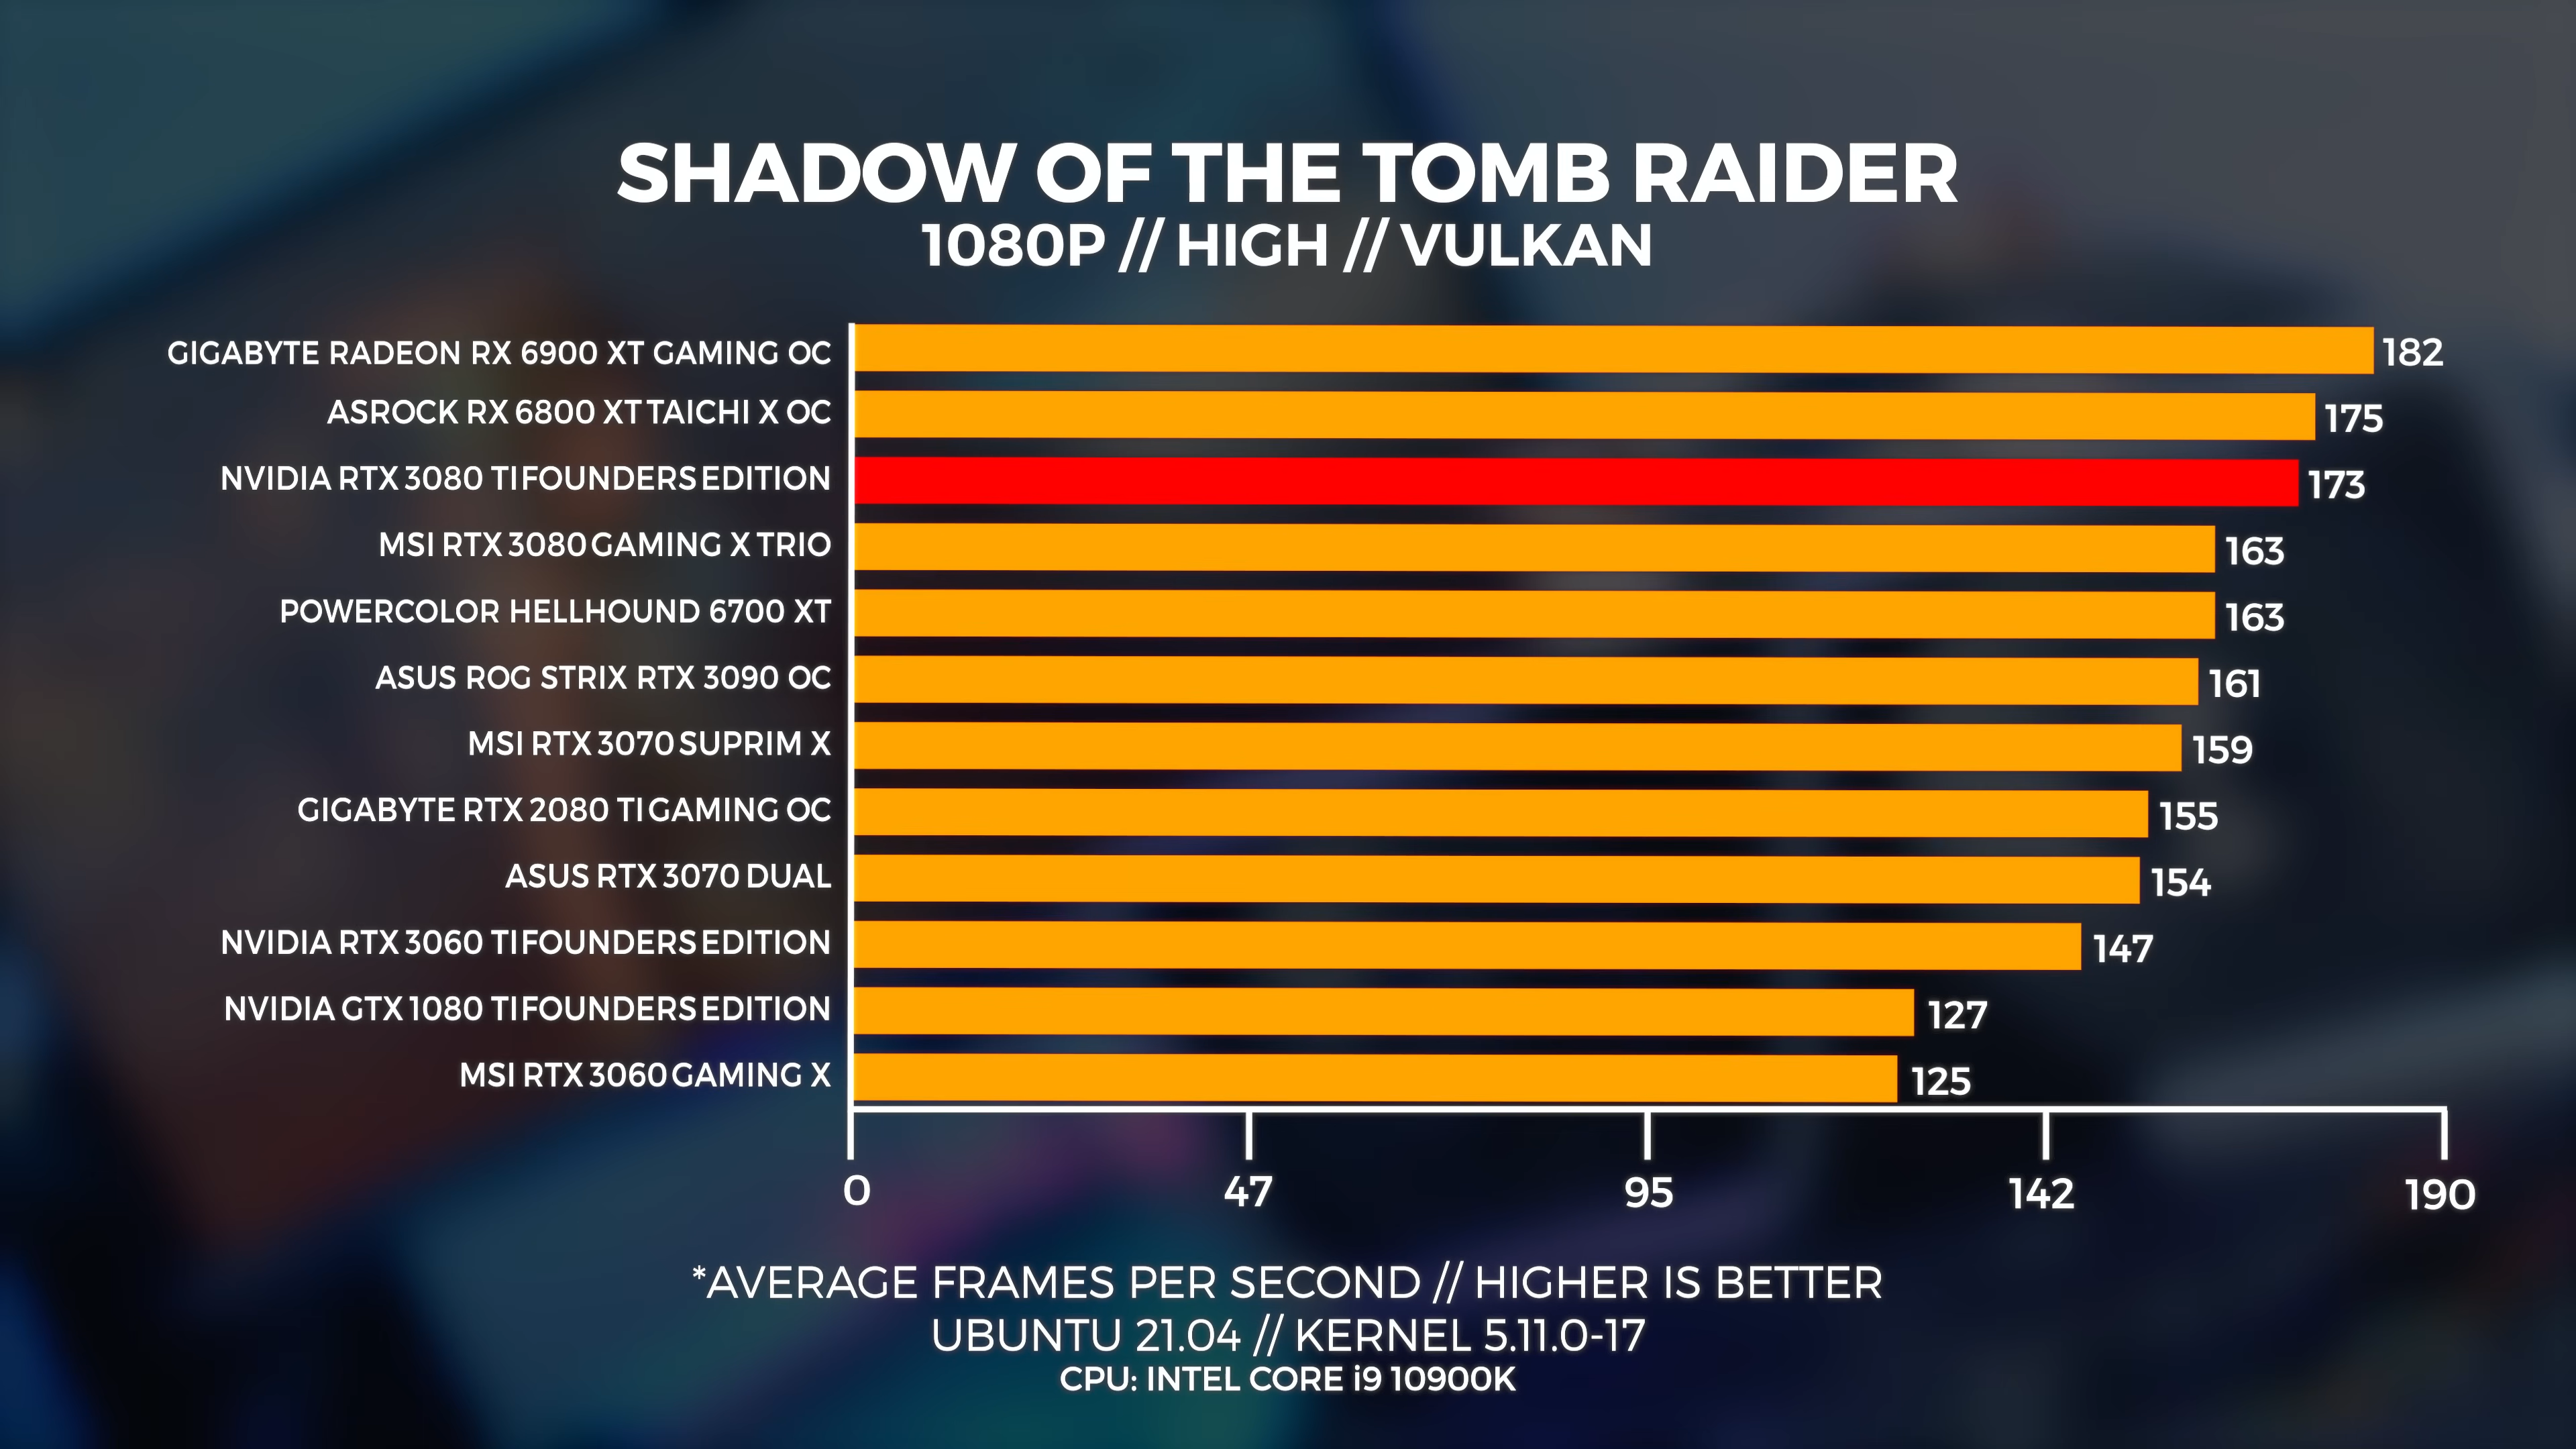 SHADOW OF THE TOMB RAIDER
1080P // HIGH // VULKAN
GIGABYTE RADEON RX 6900 XT GAMING OC 182
ASROCK RX 6800 XT TAICHI X OC 175
NVIDIA RTX 3080 TI FOUNDERS EDITION 173
MSI RTX 3080 GAMING X TRIO 163
POWERCOLOR HELLHOUND 6700 XT 163
ASUS ROG STRIX RTX 3090 OC 161
MSI RTX 3070 SUPRIM X 159
GIGABYTE RTX 2080 TI GAMING OC 155
ASUS RTX 3070 DUAL 154
NVIDIA RTX 3060 TI FOUNDERS EDITION 147
NVIDIA GTX 1080 TI FOUNDERS EDITION 127
MSI RTX 3060 GAMING X 125
0 47 95 142 190
*AVERAGE FRAMES PER SECOND // HIGHER IS BETTER
UBUNTU 21.04 // KERNEL 5.11.0-17
CPU: INTEL CORE i9 10900K